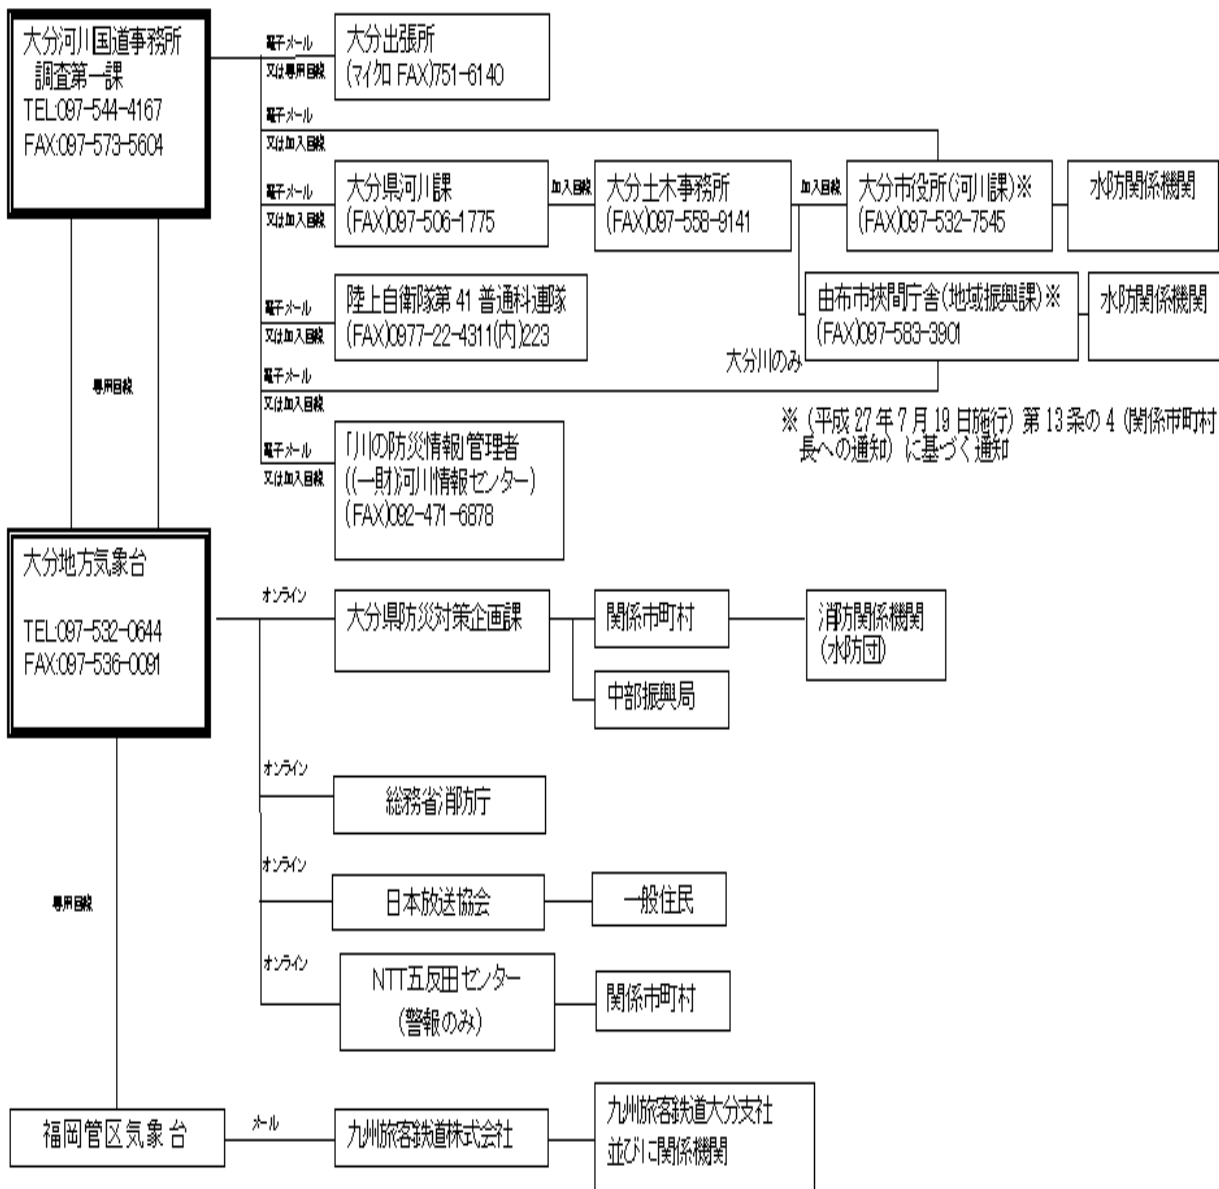 大分河川国道事務所
調査第一課
TEL:097-544-4167
FAX:097-573-5604
電子メール
又は専用回線
大分出張所
(マイクロ FAX)751-6140
電子メール
又は加入回線
電子メール
又は加入回線
大分県河川課
(FAX)097-506-1775
加入回線
大分土木事務所
(FAX)097-558-9141
加入回線
大分市役所(河川課)※
(FAX)097-532-7545
水防関係機関
電子メール
又は加入回線
陸上自衛隊第 41 普通科連隊
(FAX)0977-22-4311(内)223
由布市挾間庁舎(地域振興課)※
(FAX)097-583-3901
水防関係機関
大分川のみ
電子メール
又は加入回線
専用回線
※ (平成 27 年 7 月 19 日施行) 第 13 条の 4 (関係市町村
長への通知) に基づく通知
電子メール
又は加入回線
「川の防災情報」管理者
((一財)河川情報センター)
(FAX)092-471-6878
大分地方気象台
TEL:097-532-0644
FAX:097-536-0091
オンライン
大分県防災対策企画課
関係市町村
消防関係機関
(水防団)
中部振興局
オンライン
総務省消防庁
オンライン
日本放送協会
一般住民
専用回線
オンライン
NTT五反田センター
(警報のみ)
関係市町村
福岡管区気象台
メール
九州旅客鉄道株式会社
九州旅客鉄道大分支社
並びに関係機関